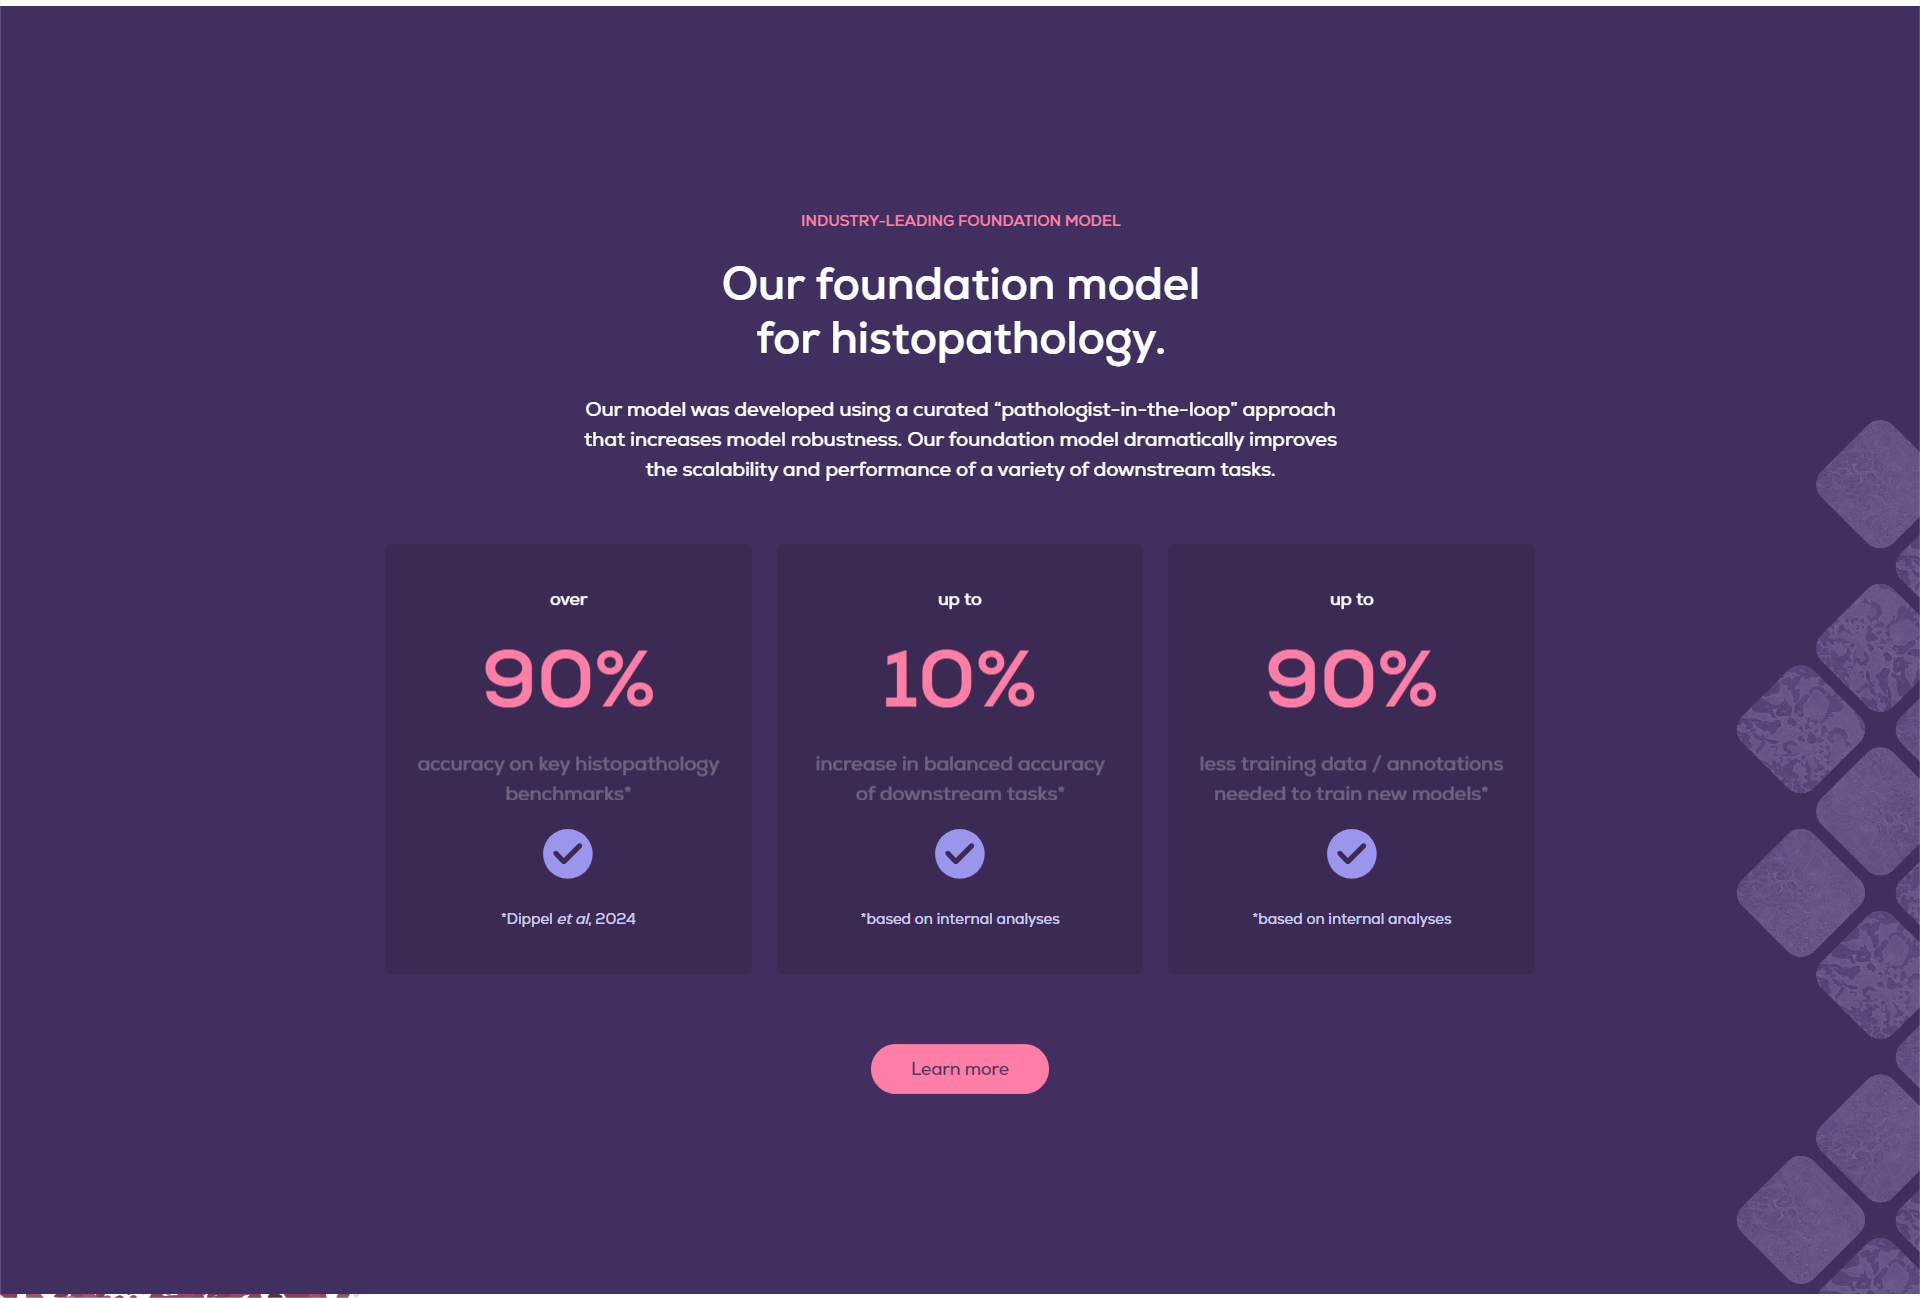 INDUSTRY-LEADING FOUNDATION MODEL
Our foundation model
for histopathology.
Our model was developed using a curated “pathologist-in-the-loop” approach
that increases model robustness. Our foundation model dramatically improves
the scalability and performance of a variety of downstream tasks.
over
90%
accuracy on key histopathology
benchmarks*
*Dippel et al, 2024
up to
10%
increase in balanced accuracy
of downstream tasks*
*based on internal analyses
up to
90%
less training data / annotations
needed to train new models*
*based on internal analyses
Learn more